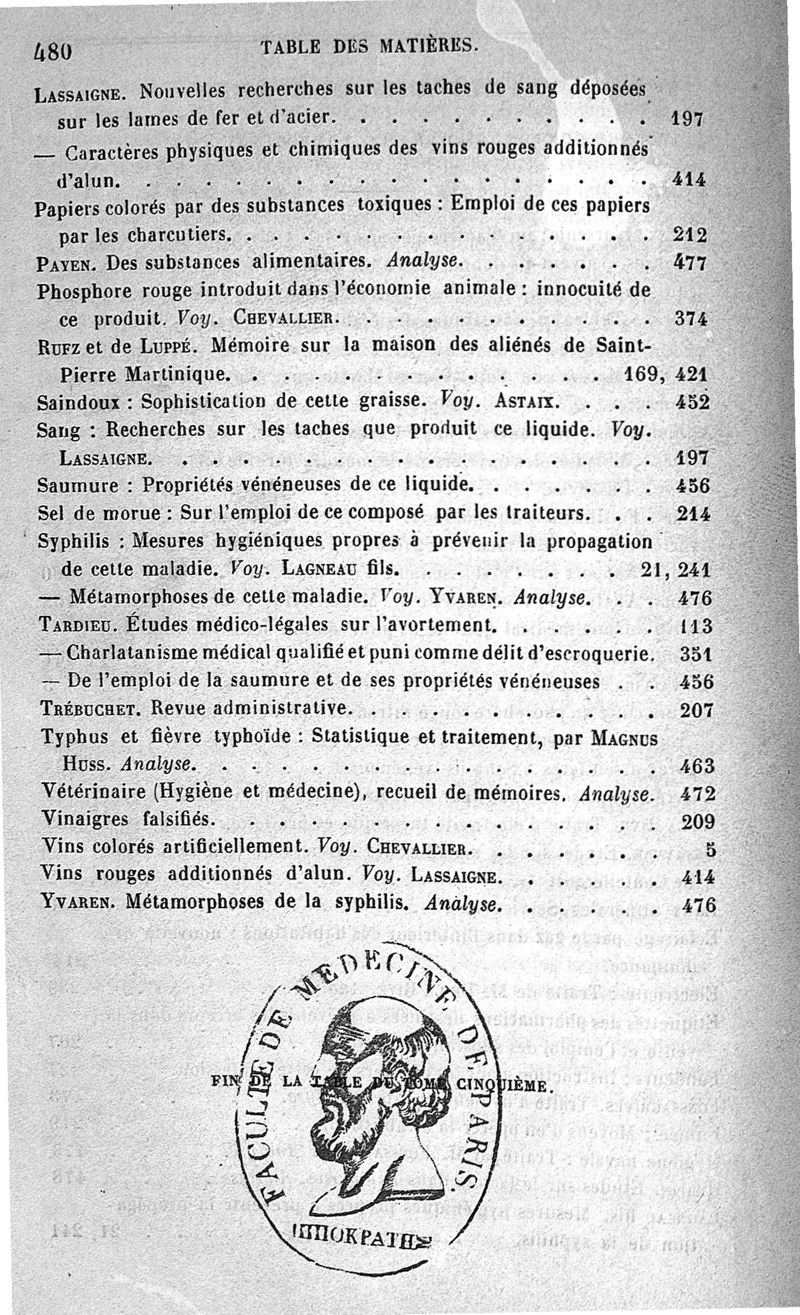 480 TABLE DES MATIÈRES.
LASSAIGNE. Nouvelles recherches sur les taches de sang déposées
sur les lames de fer et d'acier. . . . . . . . . . . 197
— Caractères physiques et chimiques des vins rouges additionnés
d'alun. . . . . . . . . . . . . . . . . . . 414
Papiers colorés par des substances toxiques : Emploi de ces papiers
par les charcutiers. . . . . . . . . . . . . . . 212
PAYEN. Des substances alimentaires. Analyse. . . . . . . . 477
Phosphore rouge introduit dans l'économie animale : innocuité de
ce produit. Voy. CHEVALLIER. . . . . . . . . . . . 374
RUFZ et de LUPPÉ. Mémoire sur la maison des aliénés de Saint-
Pierre Martinique. . . . . . . . . . . . . . 169, 421
Saindoux : Sophistication de cette graisse. Voy. ASTAIX. . . . . 452
Sang : Recherches sur les taches que produit ce liquide. Voy.
LASSAIGNE. . . . . . . . . . . . . . . . . . 197
Saumure : Propriétés vénéneuses de ce liquide. . . . . . . . 456
Sel de morue : Sur l'emploi de ce composé par les traiteurs. . . . 214
Syphilis : Mesures hygiéniques propres à prévenir la propagation
de cette maladie. Voy. LAGNEAU fils. . . . . . . . . 21, 241
— Métamorphoses de cette maladie. Voy. YVAREN. Analyse. . . . 476
TARDIEU. Études médico-légales sur l'avortement. . . . . . . 113
— Charlatanisme médical qualifié et puni comme délit d'escroquerie. 351
— De l'emploi de la saumure et de ses propriétés vénéneuses . . . 456
TRÉBUCHET. Revue administrative. . . . . . . . . . . . 207
Typhus et fièvre typhoïde : Statistique et traitement, par MAGNUS
HUSS. Analyse. . . . . . . . . . . . . . . . . 463
Vétérinaire (Hygiène et médecine), recueil de mémoires. Analyse. 472
Vinaigres falsifiés. . . . . . . . . . . . . . . . 209
Vins colorés artificiellement. Voy. CHEVALLIER. . . . . . . . 5
Vins rouges additionnés d'alun. Voy. LASSAIGNE. . . . . . . 414
YVAREN. Métamorphoses de la syphilis. Analyse. . . . . . . 476
FACULTÉ DE MEDECINE DE PARIS.
FIN DE LA TABLE DU TOME CINQUIÈME.